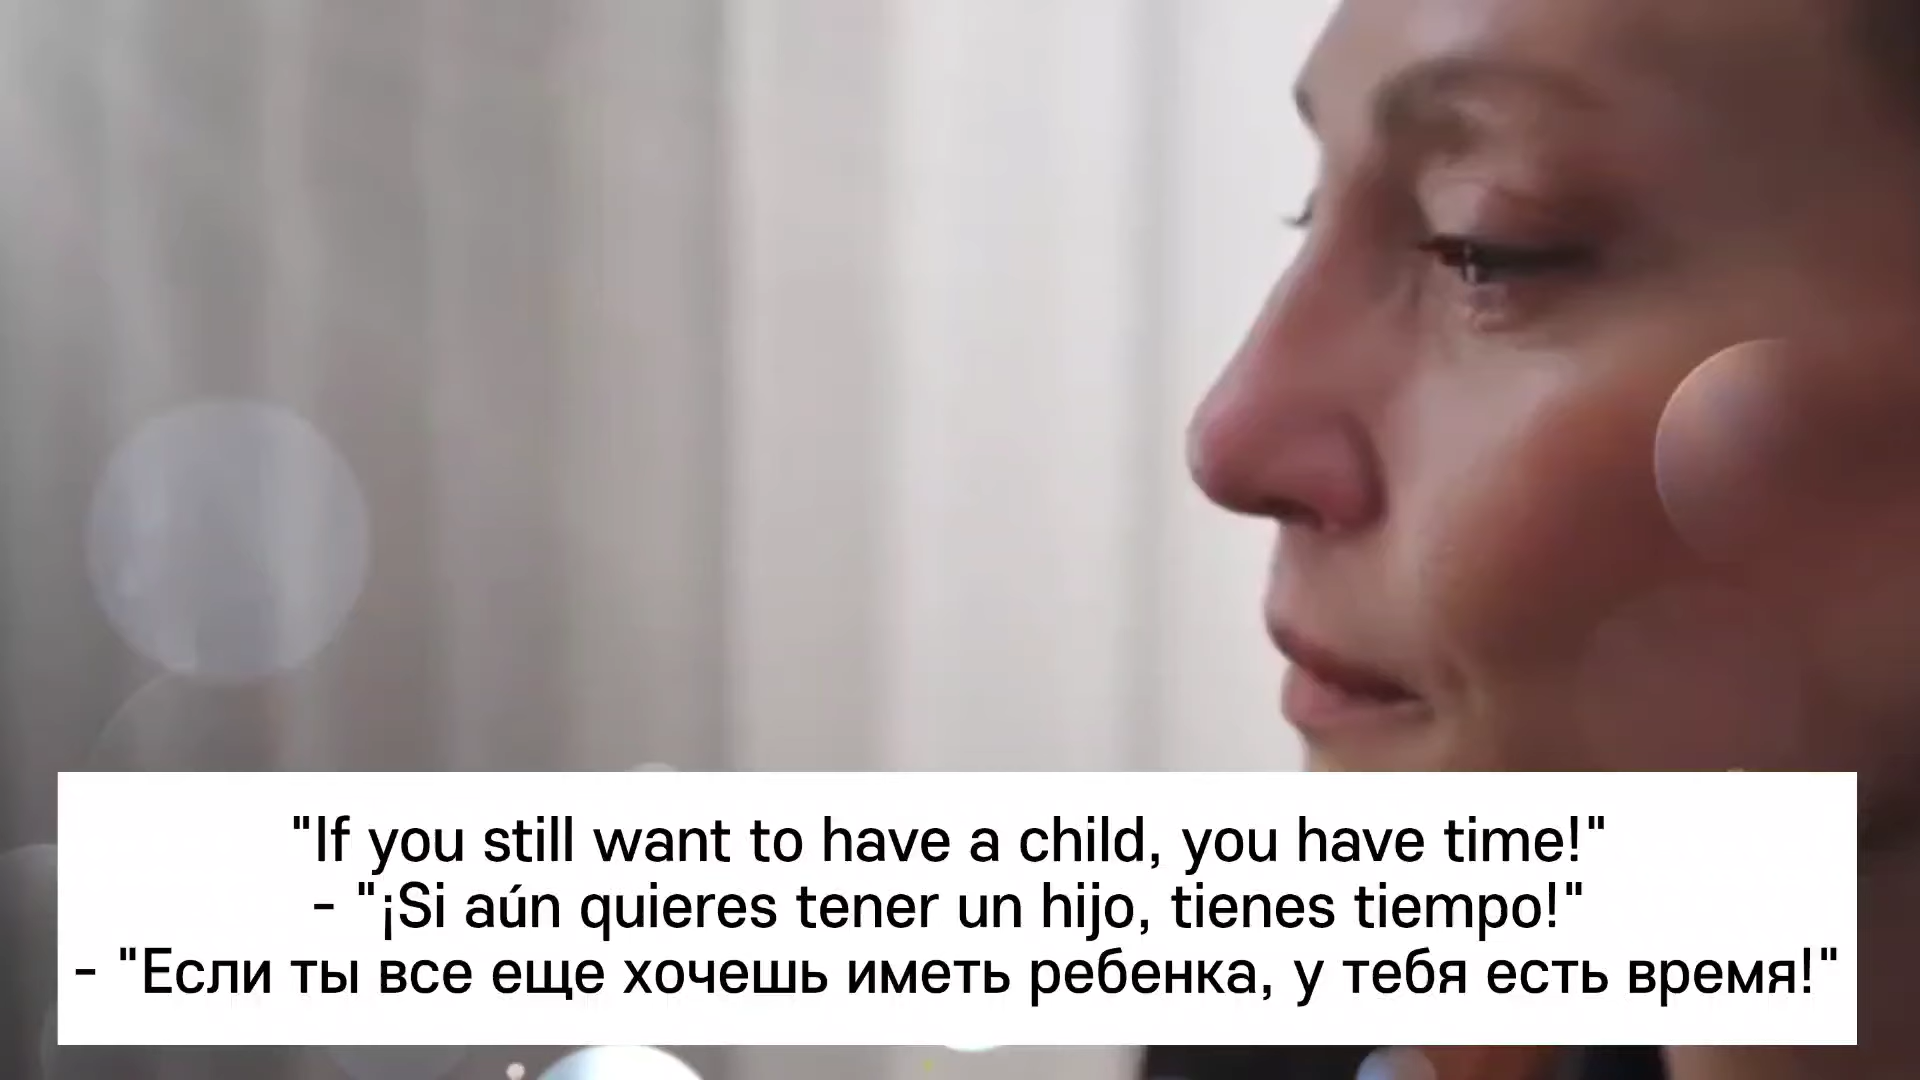 "If you still want to have a child, you have time!"
- "¡Si aún quieres tener un hijo, tienes tiempo!"
- "Если ты все еще хочешь иметь ребенка, у тебя есть время!"